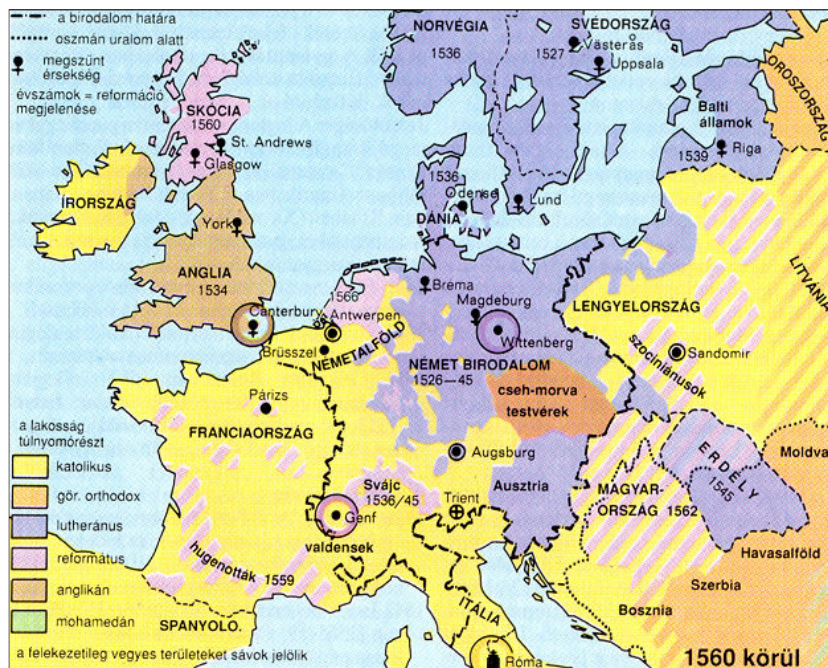 a birodalom határa
oszmán uralom alatt
megszűnt
érsekség
évszámok = reformáció
megjelenése
NORVÉGIA
1536
SVÉDORSZÁG
1527
Västerås
Uppsala
OROSZORSZÁG
SKÓCIA
1560
St. Andrews
Glasgow
Balti
államok
1539
Riga
ÍRORSZÁG
York
ANGLIA
1534
Canterbury
1536
Odense
DÁNIA
Lund
LITVÁNIA
1566
Bréma
Magdeburg
Wittenberg
LENGYELORSZÁG
Antwerpen
Brüsszel
NÉMETALFÖLD
NÉMET BIRODALOM
1526—45
szociniánusok
Sandomir
cseh-morva
testvérek
Párizs
FRANCIAORSZÁG
Augsburg
Ausztria
Svájc
1536/45
Genf
Trient
valdensek
MAGYAR-
ORSZÁG 1562
ERDÉLY
1545
Moldva
Havasalföld
Szerbia
Bosznia
hugenották 1559
SPANYOLO.
ITÁLIA
Róma
a lakosság
túlnyomórészt
katolikus
gör. orthodox
lutheránus
református
anglikán
mohamedán
a felekezetileg vegyes területeket sávok jelölik
1560 körül